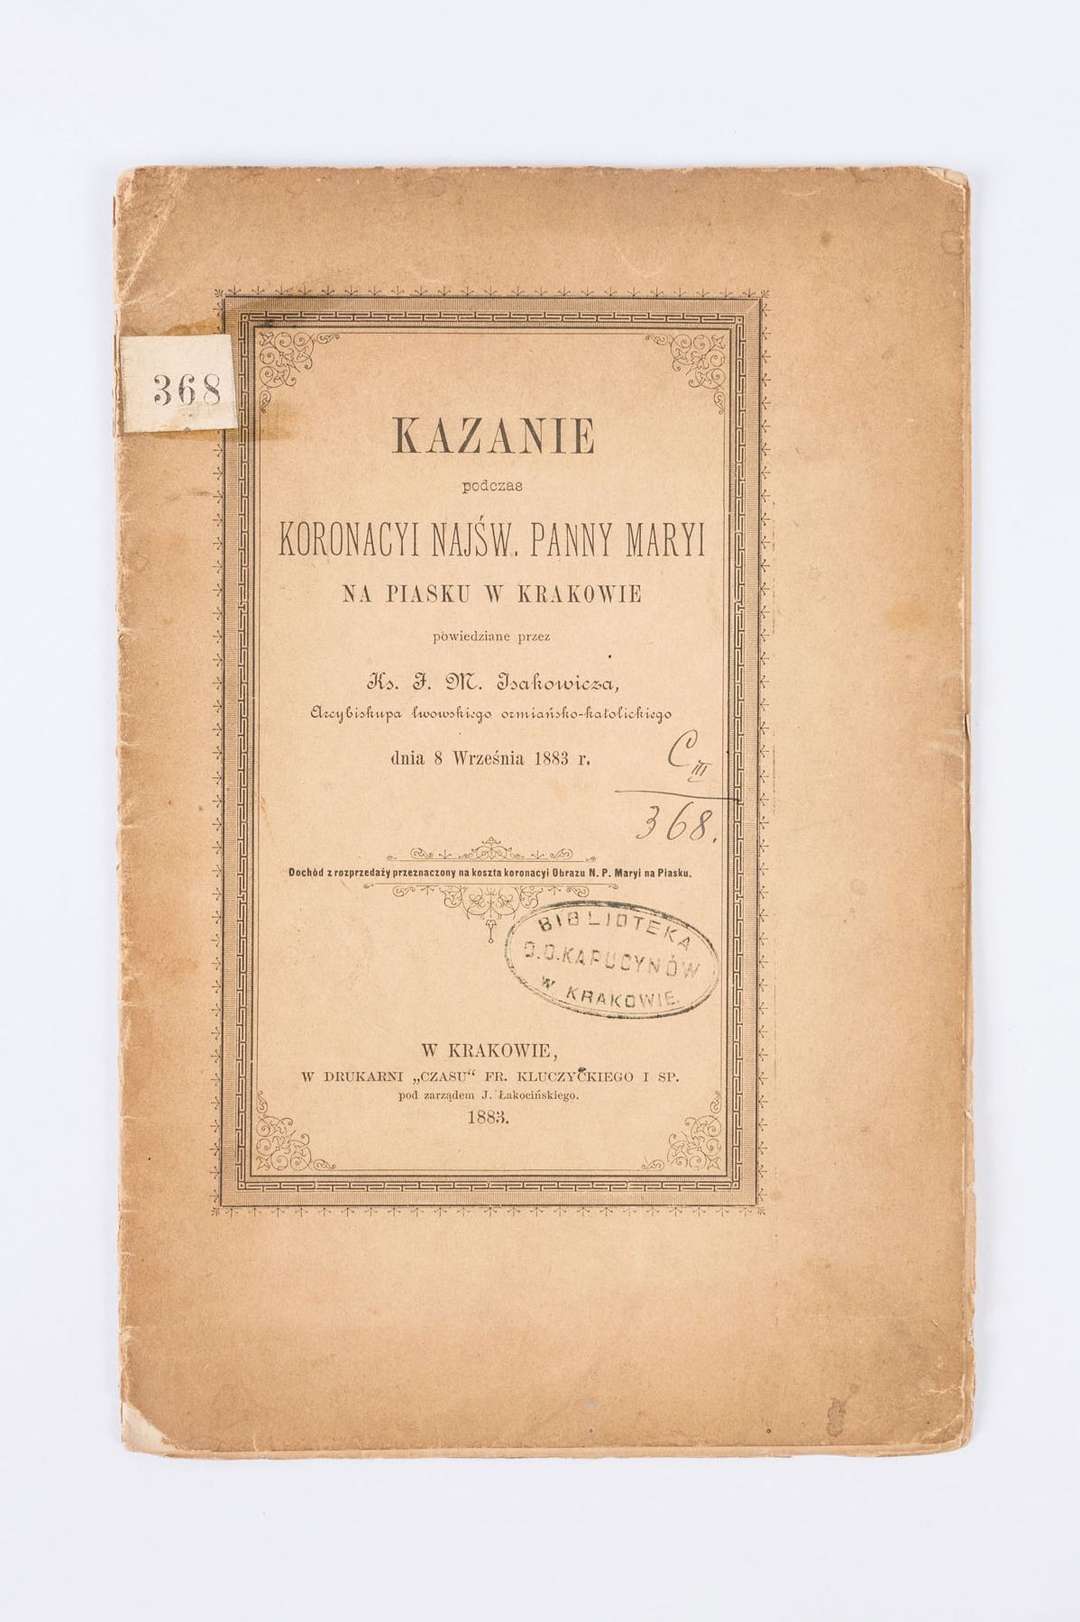 368
KAZANIE
podczas
KORONACYI NAJŚW. PANNY MARYI
NA PIASKU W KRAKOWIE
powiedziane przez
Ks. J. M. Isakowicza,
Arcybiskupa lwowskiego ormiańsko-katolickiego
dnia 8 Września 1883 r.
C III
368.
Dochód z rozprzedaży przeznaczony na koszta koronacyi Obrazu N. P. Maryi na Piasku.
BIBLIOTEKA
O.O. KAPUCYNÓW
W KRAKOWIE.
W KRAKOWIE,
W DRUKARNI „CZASU“ FR. KLUCZYCKIEGO I SP.
pod zarządem J. Łakocińskiego.
1883.